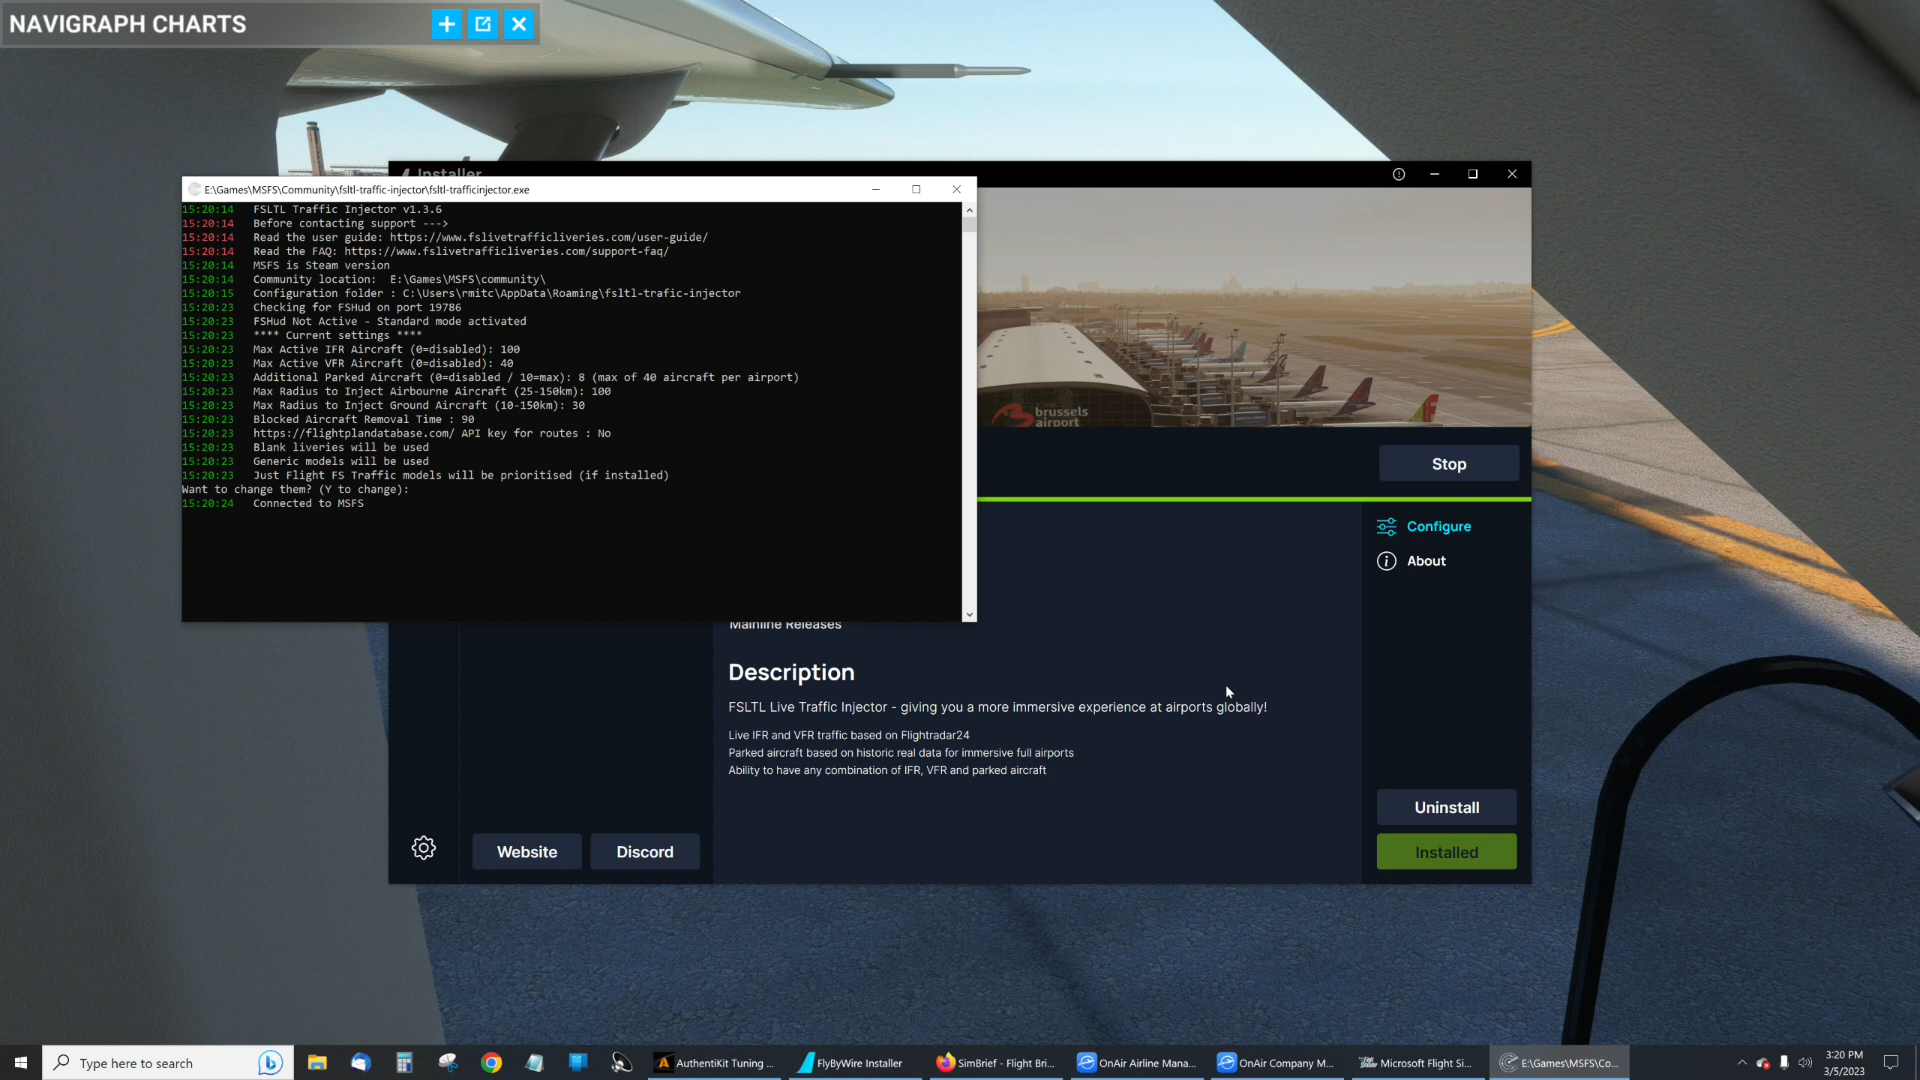 NAVIGRAPH CHARTS
Installer
E:\Games\MSFS\Community\fsltl-traffic-injector\fsltl-trafficinjector.exe
15:20:14 FSLTL Traffic Injector v1.3.6
15:20:14 Before contacting support --->
15:20:14 Read the user guide: https://www.fslivetrafficliveries.com/user-guide/
15:20:14 Read the FAQ: https://www.fslivetrafficliveries.com/support-faq/
15:20:14 MSFS is Steam version
15:20:14 Community location: E:\Games\MSFS\community\
15:20:15 Configuration folder : C:\Users\rmitc\AppData\Roaming\fsltl-trafic-injector
15:20:23 Checking for FSHud on port 19786
15:20:23 FSHud Not Active - Standard mode activated
15:20:23 **** Current settings ****
15:20:23 Max Active IFR Aircraft (0=disabled): 100
15:20:23 Max Active VFR Aircraft (0=disabled): 40
15:20:23 Additional Parked Aircraft (0=disabled / 10=max): 8 (max of 40 aircraft per airport)
15:20:23 Max Radius to Inject Airbourne Aircraft (25-150km): 100
15:20:23 Max Radius to Inject Ground Aircraft (10-150km): 30
15:20:23 Blocked Aircraft Removal Time : 90
15:20:23 https://flightplandatabase.com/ API key for routes : No
15:20:23 Blank liveries will be used
15:20:23 Generic models will be used
15:20:23 Just Flight FS Traffic models will be prioritised (if installed)
Want to change them? (Y to change):
15:20:24 Connected to MSFS
brussels
airport
Stop
Configure
About
Mainline Releases
Description
FSLTL Live Traffic Injector - giving you a more immersive experience at airports globally!
Live IFR and VFR traffic based on Flightradar24
Parked aircraft based on historic real data for immersive full airports
Ability to have any combination of IFR, VFR and parked aircraft
Uninstall
Website
Discord
Installed
Type here to search
AuthentiKit Tuning ...
FlyByWire Installer
SimBrief - Flight Bri...
OnAir Airline Mana...
OnAir Company M...
Microsoft Flight Si...
E:\Games\MSFS\Co...
3:20 PM
3/5/2023